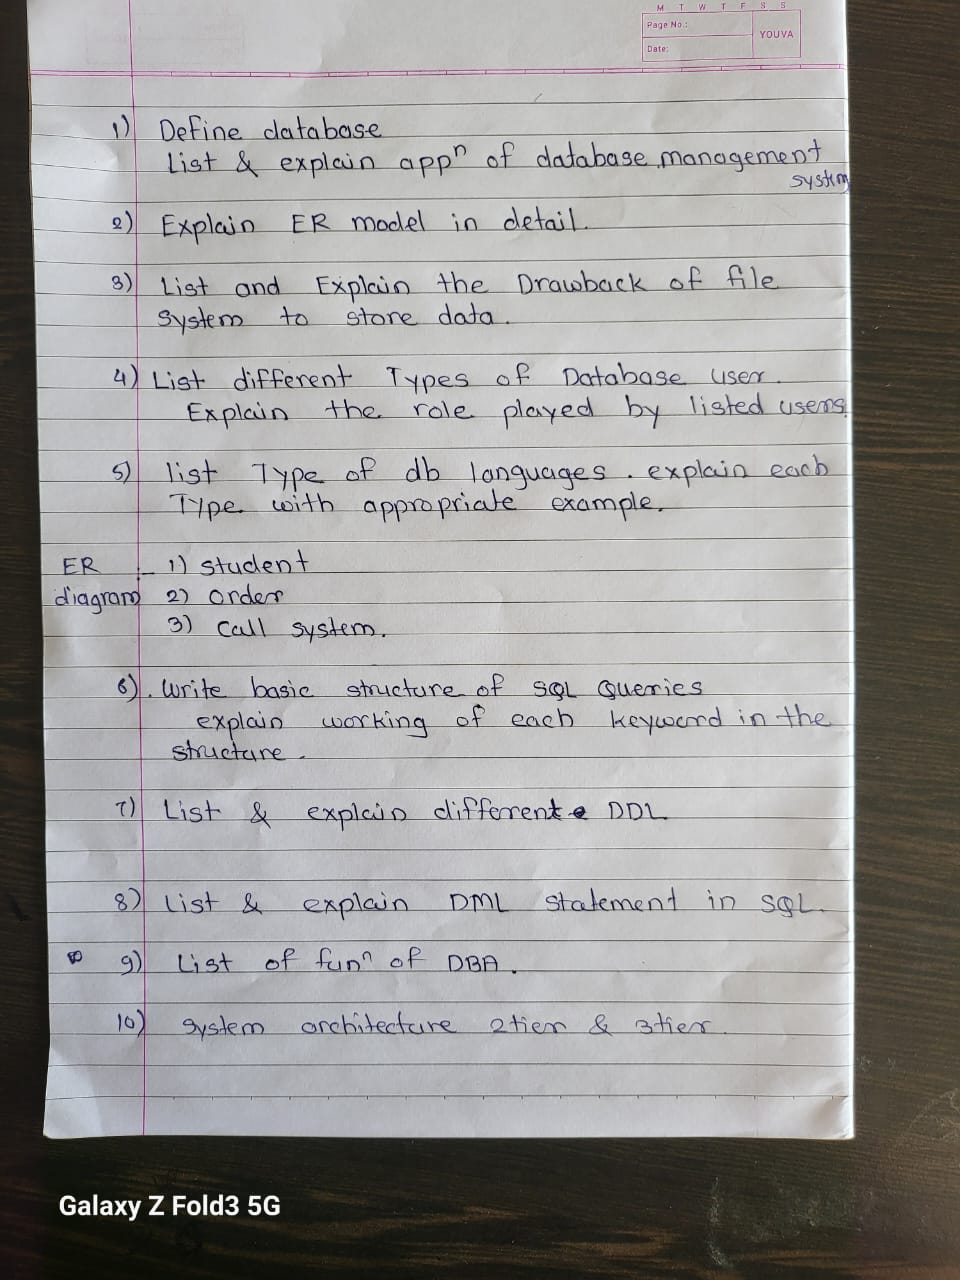 M T W T F S S
Page No.:
YOUVA
Date:
1) Define database
List & explain appn of database management
system
2) Explain ER model in detail.
3) List and Explain the Drawback of file
system to store data.
4) List different Types of Database user.
Explain the role played by listed users.
5) list Type of db languages. explain each
Type with appropriate example.
ER - 1) student
diagram 2) order
3) call system.
6). Write basic structure of SQL Queries
explain working of each keyword in the
structure.
7) List & explain different DDL
8) List & explain DML statement in SQL.
9) List of funn of DBA.
10) System architecture 2tier & 3tier.
Galaxy Z Fold3 5G